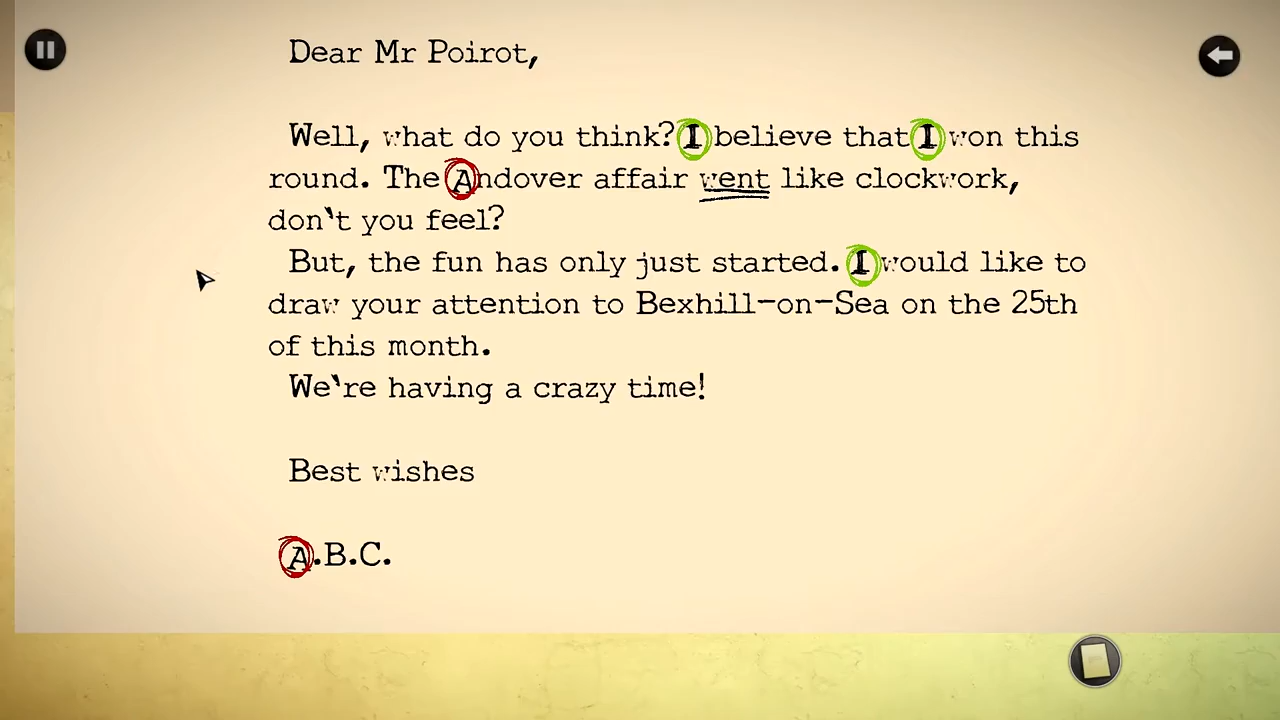 Dear Mr Poirot,
Well, what do you think? I believe that I won this
round. The Andover affair went like clockwork,
don't you feel?
But, the fun has only just started. I would like to
draw your attention to Bexhill-on-Sea on the 25th
of this month.
We're having a crazy time!
Best wishes
A.B.C.